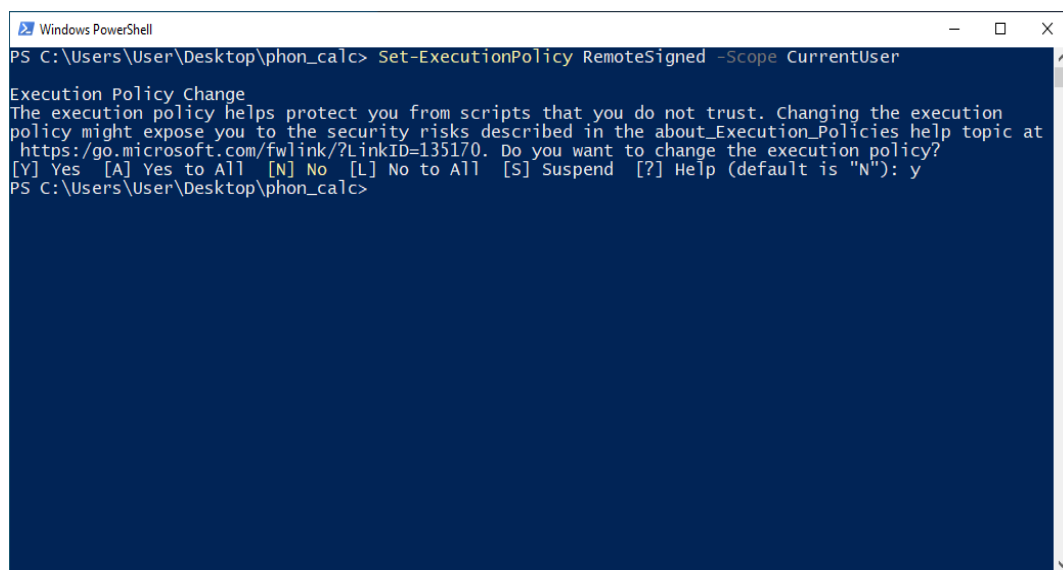 Windows PowerShell
PS C:\Users\User\Desktop\phon_calc> Set-ExecutionPolicy RemoteSigned -Scope CurrentUser
Execution Policy Change
The execution policy helps protect you from scripts that you do not trust. Changing the execution
policy might expose you to the security risks described in the about_Execution_Policies help topic at
https:/go.microsoft.com/fwlink/?LinkID=135170. Do you want to change the execution policy?
[Y] Yes  [A] Yes to All  [N] No  [L] No to All  [S] Suspend  [?] Help (default is "N"): y
PS C:\Users\User\Desktop\phon_calc>